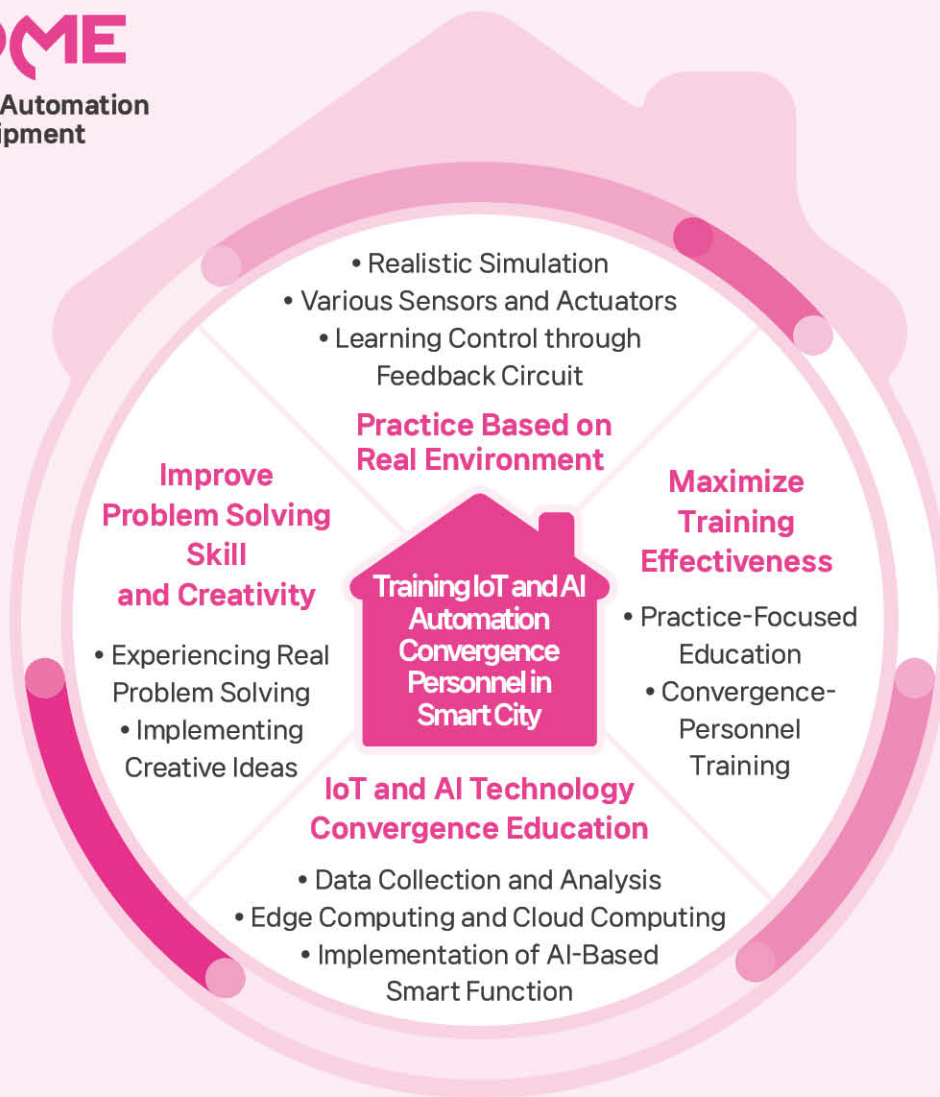 Automation
• Realistic Simulation
• Various Sensors and Actuators
• Learning Control through
Feedback Circuit
Practice Based on
Real Environment
Improve
Problem Solving
Skill
and Creativity
• Experiencing Real
Problem Solving
• Implementing
Creative Ideas
Maximize
Training
Effectiveness
• Practice-Focused
Education
• Convergence-
Personnel
Training
Training IoT and AI
Automation
Convergence
Personnel in
Smart City
IoT and AI Technology
Convergence Education
• Data Collection and Analysis
• Edge Computing and Cloud Computing
• Implementation of AI-Based
Smart Function